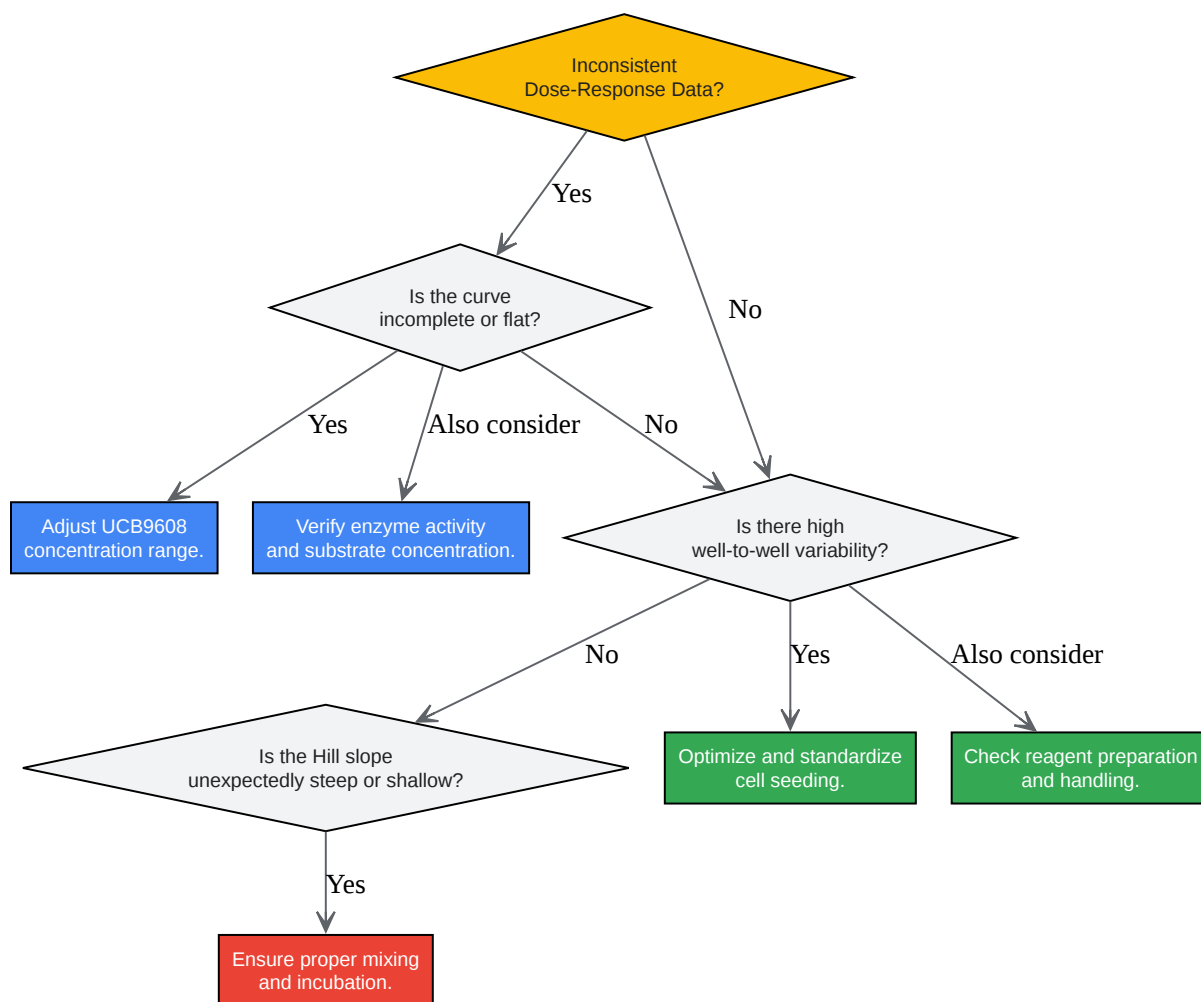 Inconsistent
Dose-Response Data?
Yes
No
Is the curve
incomplete or flat?
Yes
Also consider
No
Adjust UCB9608
concentration range.
Verify enzyme activity
and substrate concentration.
Is there high
well-to-well variability?
No
Yes
Also consider
Is the Hill slope
unexpectedly steep or shallow?
Optimize and standardize
cell seeding.
Check reagent preparation
and handling.
Yes
Ensure proper mixing
and incubation.